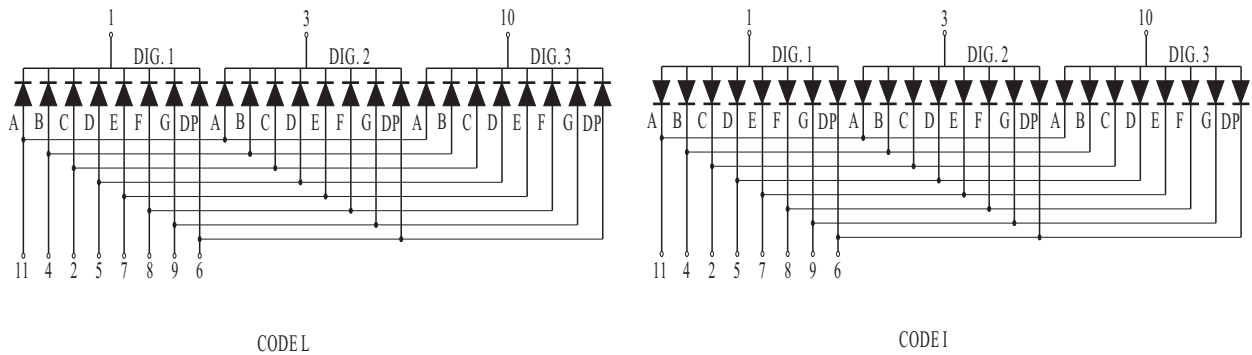 1 3 10
DIG. 1 DIG. 2 DIG. 3
A B C D E F G DP A B C D E F G DP A B C D E F G DP
11 4 2 5 7 8 9 6
CODE L
1 3 10
DIG. 1 DIG. 2 DIG. 3
A B C D E F G DP A B C D E F G DP A B C D E F G DP
11 4 2 5 7 8 9 6
CODE I